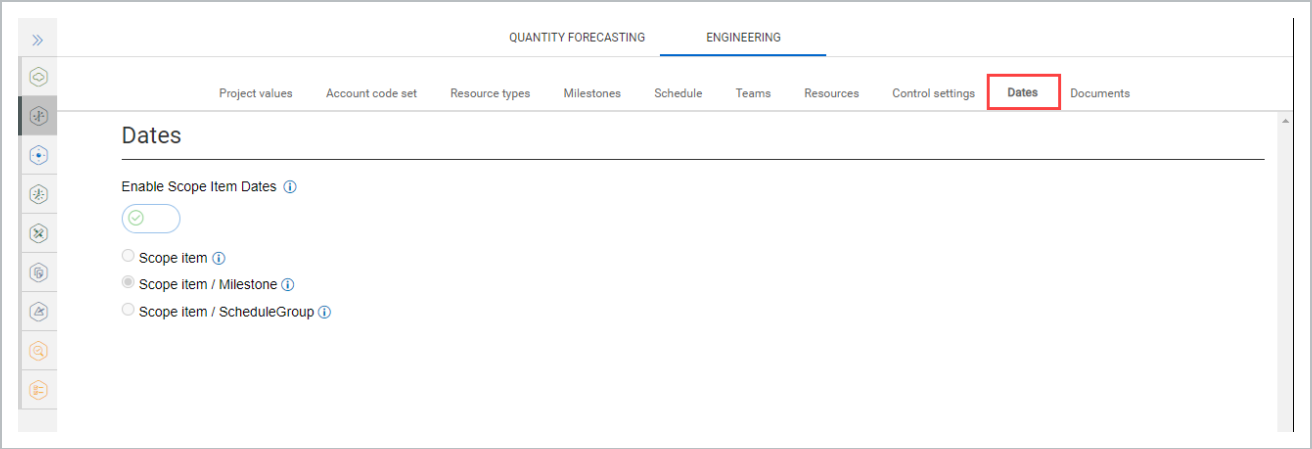 QUANTITY FORECASTING ENGINEERING
Project values Account code set Resource types Milestones Schedule Teams Resources Control settings Dates Documents
Dates
Enable Scope Item Dates
Scope item
Scope item / Milestone
Scope item / ScheduleGroup